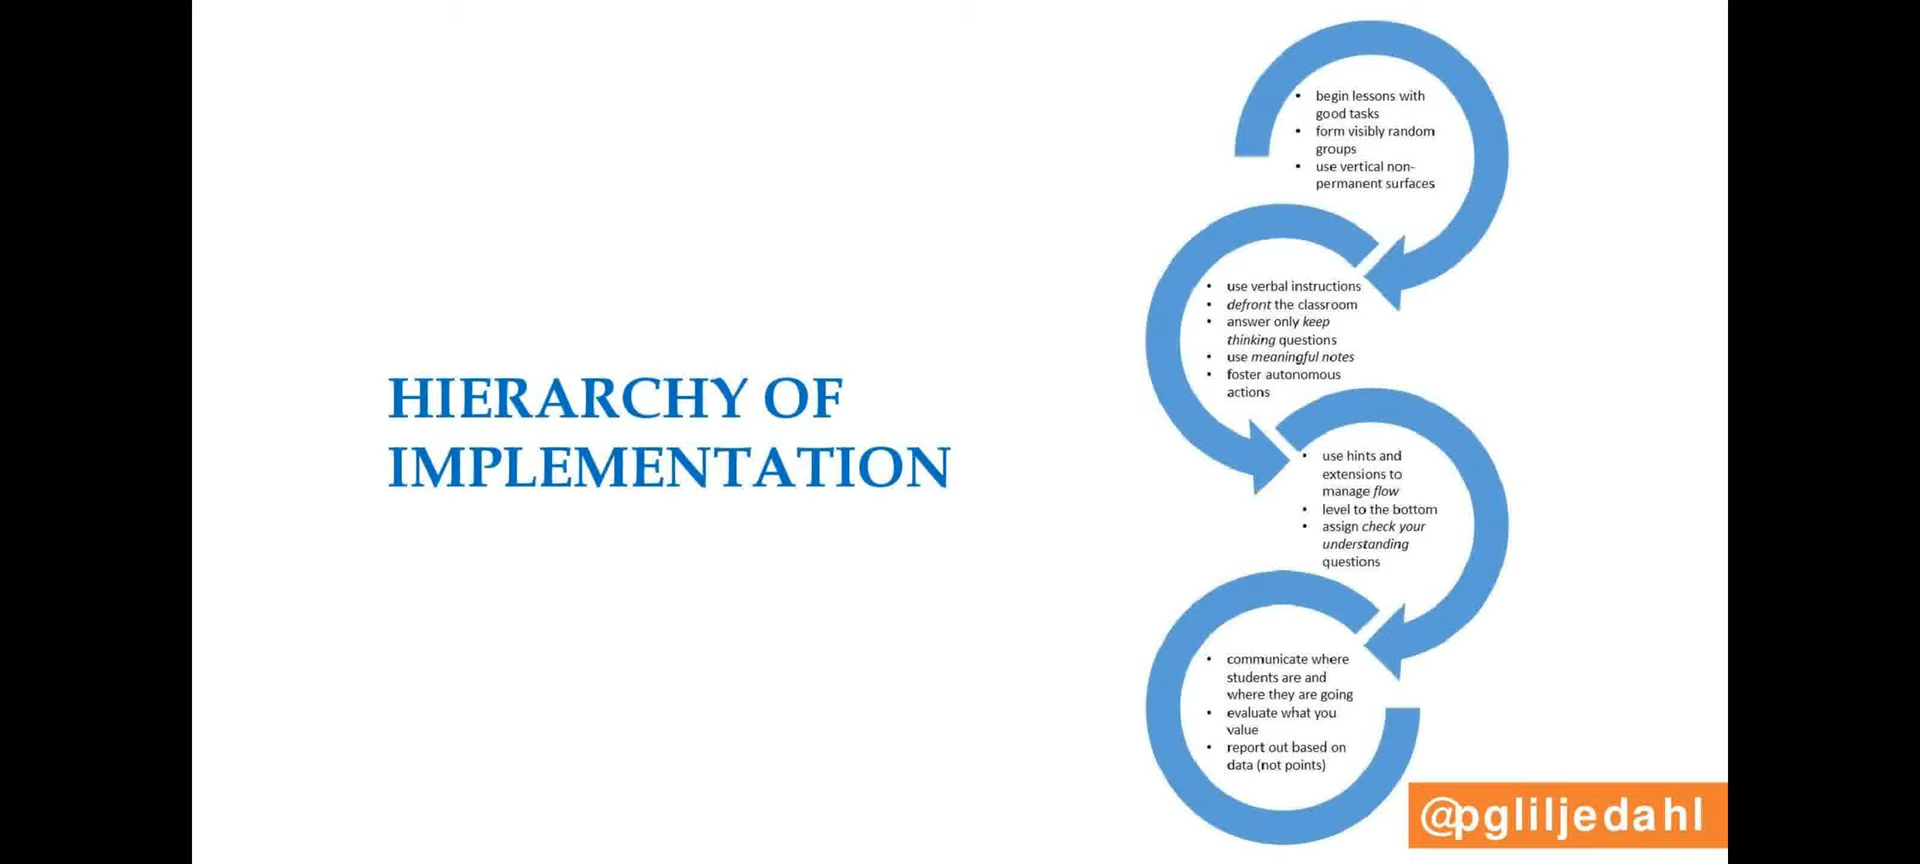 HIERARCHY OF
IMPLEMENTATION
• begin lessons with
good tasks
• form visibly random
groups
• use vertical non-
permanent surfaces
• use verbal instructions
• defront the classroom
• answer only keep
thinking questions
• use meaningful notes
• foster autonomous
actions
• use hints and
extensions to
manage flow
• level to the bottom
• assign check your
understanding
questions
• communicate where
students are and
where they are going
• evaluate what you
value
• report out based on
data (not points)
@pgliljedahl